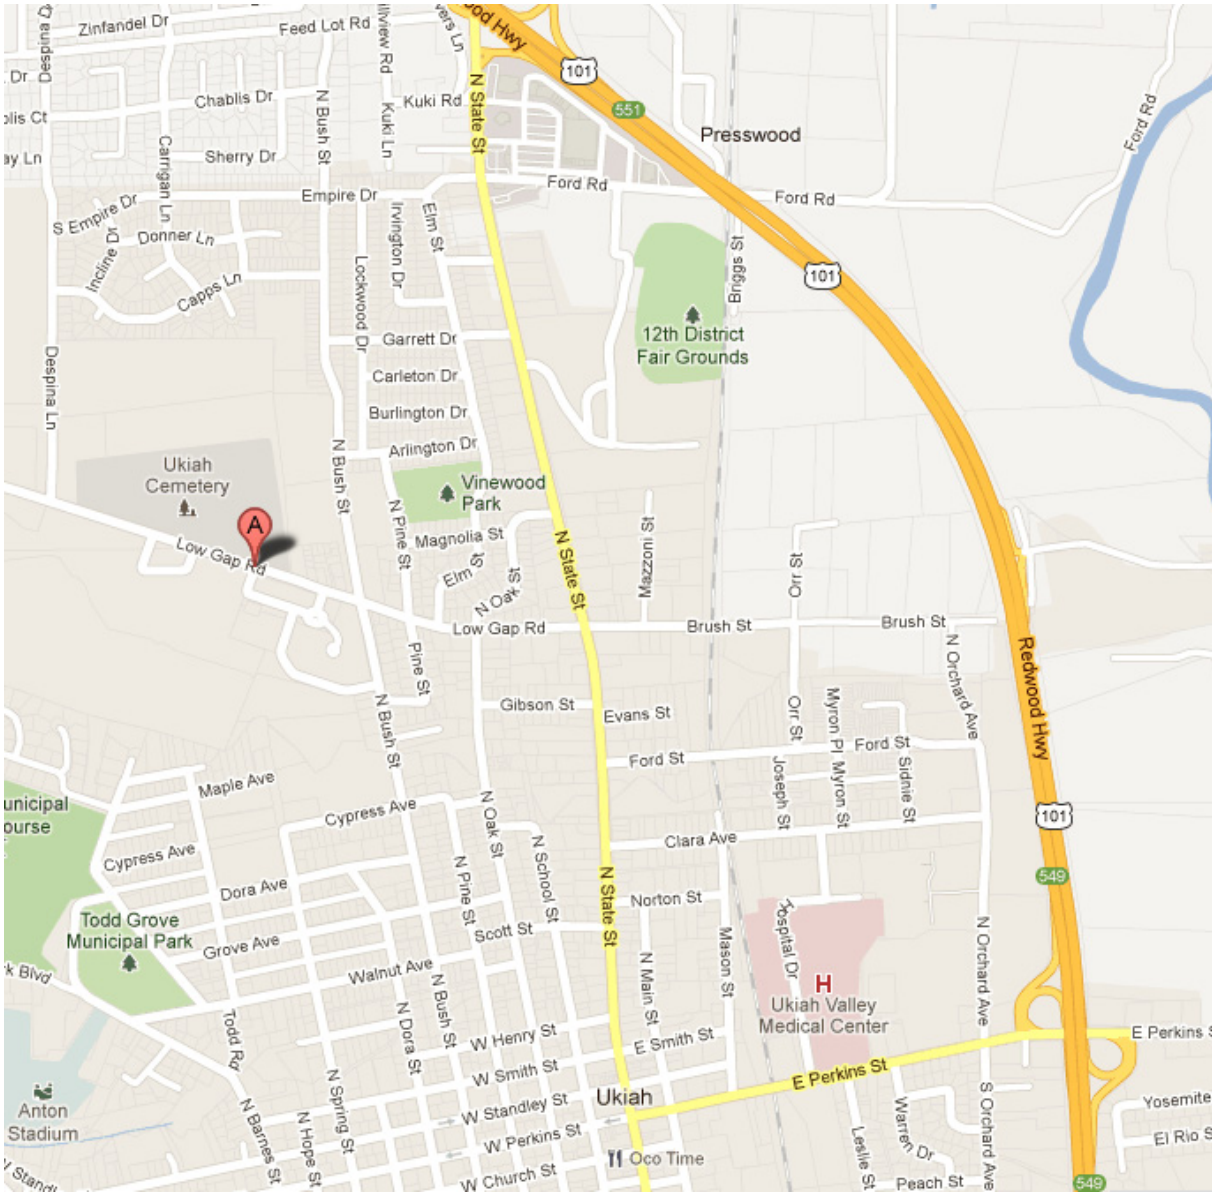 Zinfandel Dr
Feed Lot Rd
Despina Dr
Dr
Chablis Dr
N Bush St
Kuki Rd
Kuki Ln
N State St
101
551
Presswood
Ford Rd
Sherry Dr
Carrigan Ln
Empire Dr
Ford Rd
Ford Rd
S Empire Dr
Donner Ln
Incline Dr
Capps Ln
Irvington Dr
Elm St
Lockwood Dr
Briggs St
101
12th District
Fair Grounds
Garrett Dr
Carleton Dr
Burlington Dr
Arlington Dr
Despina Ln
N Bush St
Ukiah
Cemetery
Vinewood
Park
A
N Pine St
Magnolia St
Low Gap Rd
Elm St
N Oak St
N State St
Mazzoni St
Orr St
Low Gap Rd
Brush St
Brush St
N Orchard Ave
Redwood Hwy
Pine St
N Bush St
Gibson St
Evans St
Orr St
Myron Pl
Ford St
Ford St
Sidnie St
Joseph St
Myron St
Maple Ave
Cypress Ave
N Oak St
101
Clara Ave
Cypress Ave
N School St
N Pine St
N State St
549
Dora Ave
Norton St
Todd Grove
Municipal Park
Grove Ave
Scott St
Hospital Dr
Mason St
N Orchard Ave
Walnut Ave
N Main St
H
Ukiah Valley
Medical Center
N Bush St
N Dora St
W Henry St
E Smith St
E Perkins S
Todd Rd
W Smith St
E Perkins St
Ukiah
Anton
Stadium
N Spring St
W Standley St
N Barnes St
N Hope St
W Perkins St
S Orchard Ave
Yosemite
Warren Dr
El Rio S
Leslie St
Oco Time
W Church St
Peach St
549